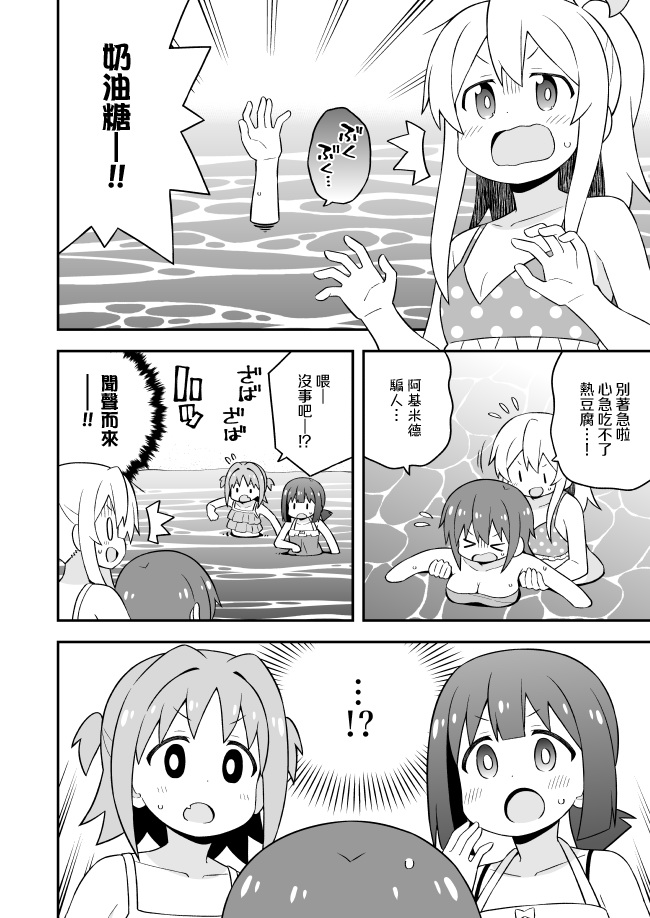 ぶく
ぶく…
奶油糖ー!!
別著急啦
心急吃不了
熱豆腐…!
阿基米德
騙人…
喂ー
沒事吧ー!?
ざば
ざば
聞聲而來
ー!!
…
!?